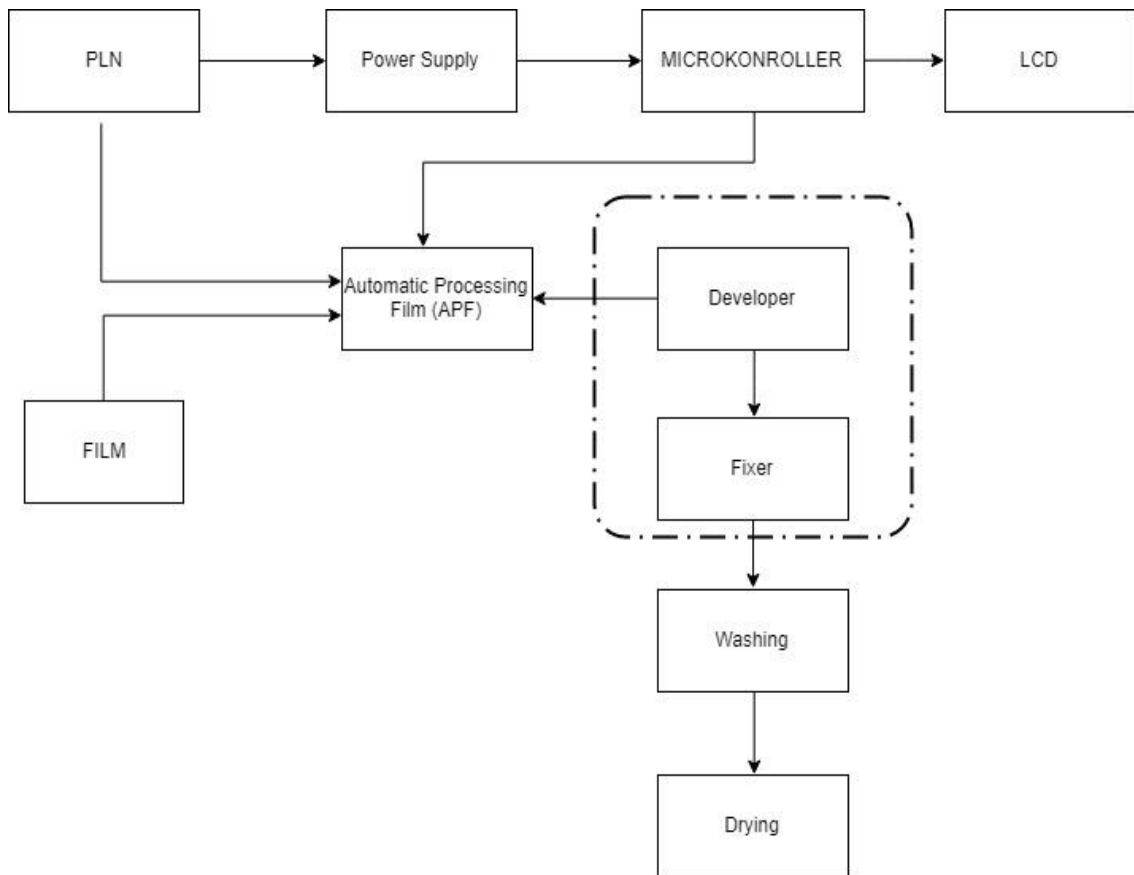 PLN
Power Supply
MICROKONROLLER
LCD
Automatic Processing
Film (APF)
Developer
FILM
Fixer
Washing
Drying